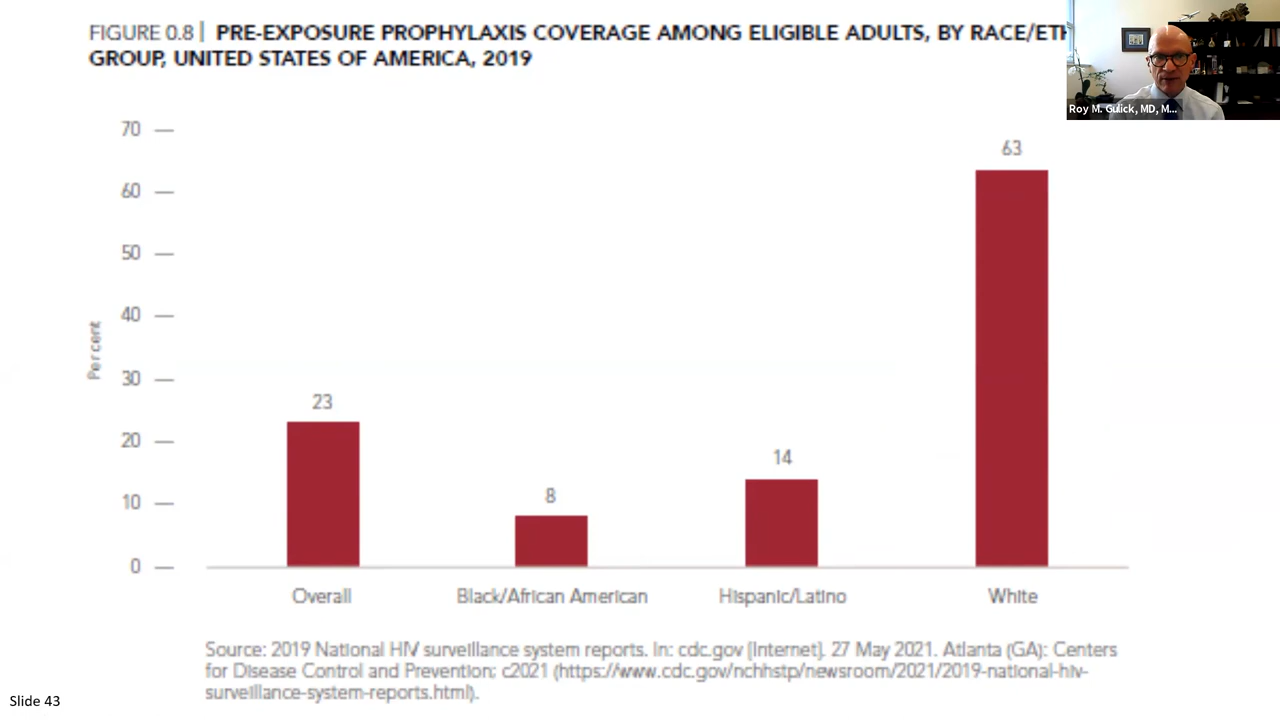 FIGURE 0.8 | PRE-EXPOSURE PROPHYLAXIS COVERAGE AMONG ELIGIBLE ADULTS, BY RACE/ETH
GROUP, UNITED STATES OF AMERICA, 2019
Roy M. Gulick, MD, M...
70
60
50
40
30
20
10
0
Percent
23
8
14
63
Overall
Black/African American
Hispanic/Latino
White
Source: 2019 National HIV surveillance system reports. In: cdc.gov [Internet]. 27 May 2021. Atlanta (GA): Centers
for Disease Control and Prevention; c2021 (https://www.cdc.gov/nchhstp/newsroom/2021/2019-national-hiv-
surveillance-system-reports.html).
Slide 43